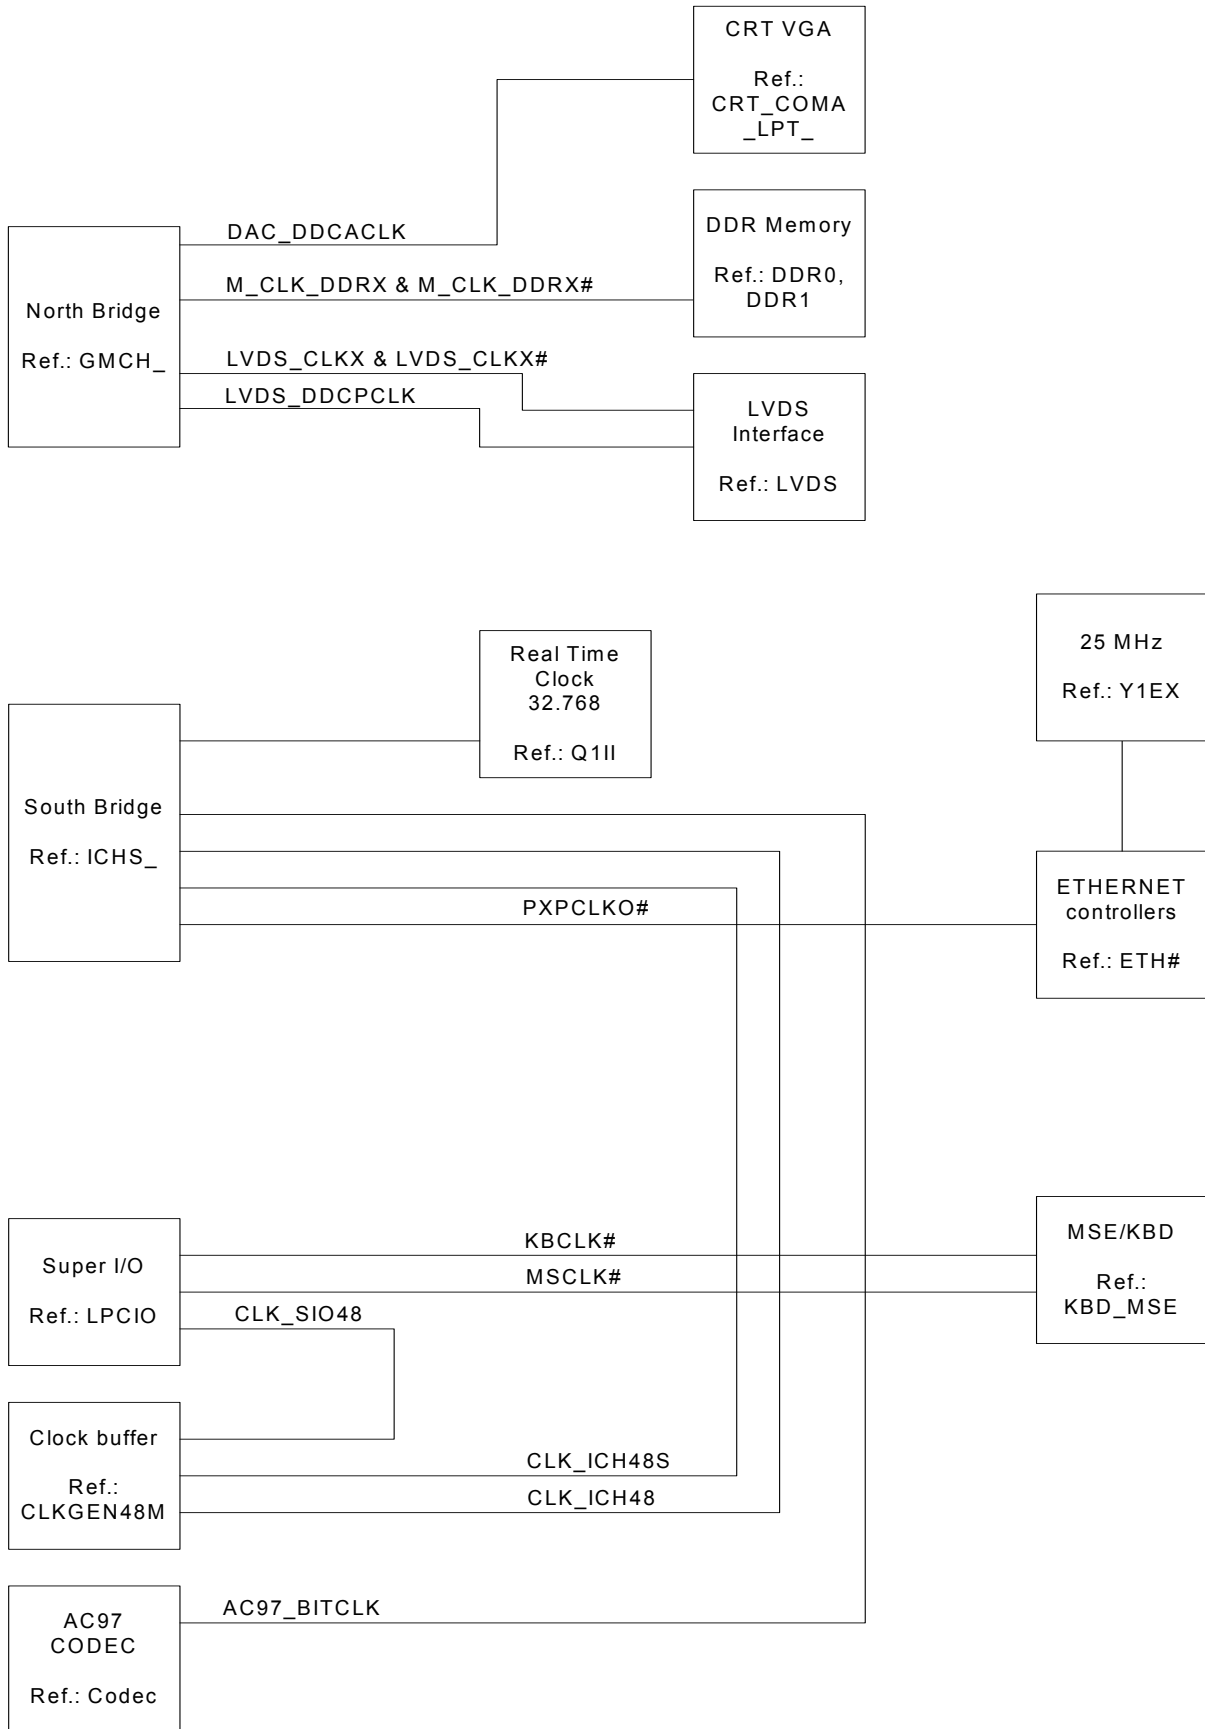 CRT VGA
Ref.:
CRT_COMA
_LPT_
DDR Memory
Ref.: DDR0,
DDR1
DAC_DDCACLK
M_CLK_DDRX & M_CLK_DDRX#
North Bridge
Ref.: GMCH_
LVDS_CLKX & LVDS_CLKX#
LVDS_DDCPCLK
LVDS
Interface
Ref.: LVDS
25 MHz
Ref.: Y1EX
Real Time
Clock
32.768
Ref.: Q1II
South Bridge
Ref.: ICHS_
PXPCLKO#
ETHERNET
controllers
Ref.: ETH#
KBCLK#
MSCLK#
MSE/KBD
Ref.:
KBD_MSE
Super I/O
Ref.: LPCIO
CLK_SIO48
Clock buffer
Ref.:
CLKGEN48M
CLK_ICH48S
CLK_ICH48
AC97_BITCLK
AC97
CODEC
Ref.: Codec